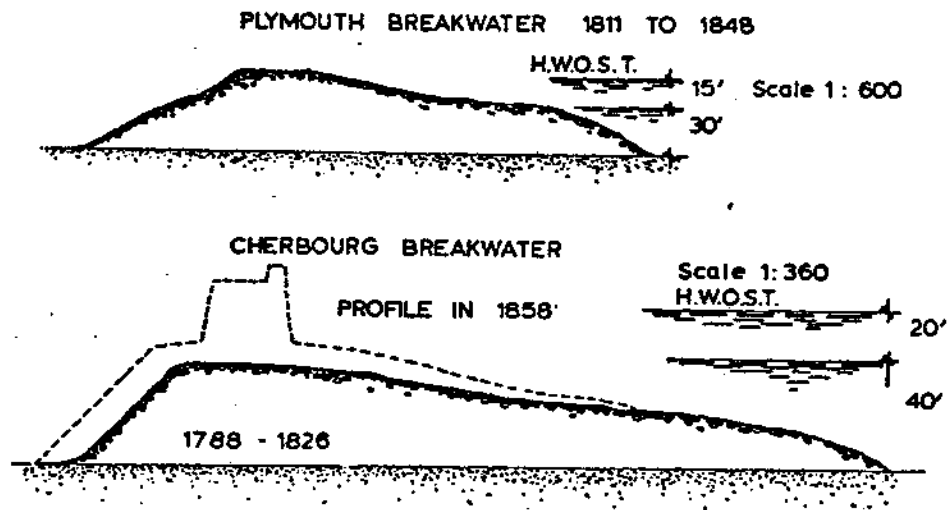 PLYMOUTH BREAKWATER 1811 TO 1848
H.W.O.S.T.
15' Scale 1: 600
30'
CHERBOURG BREAKWATER
Scale 1:360
H.W.O.S.T.
PROFILE IN 1858
20'
40'
1788 - 1826